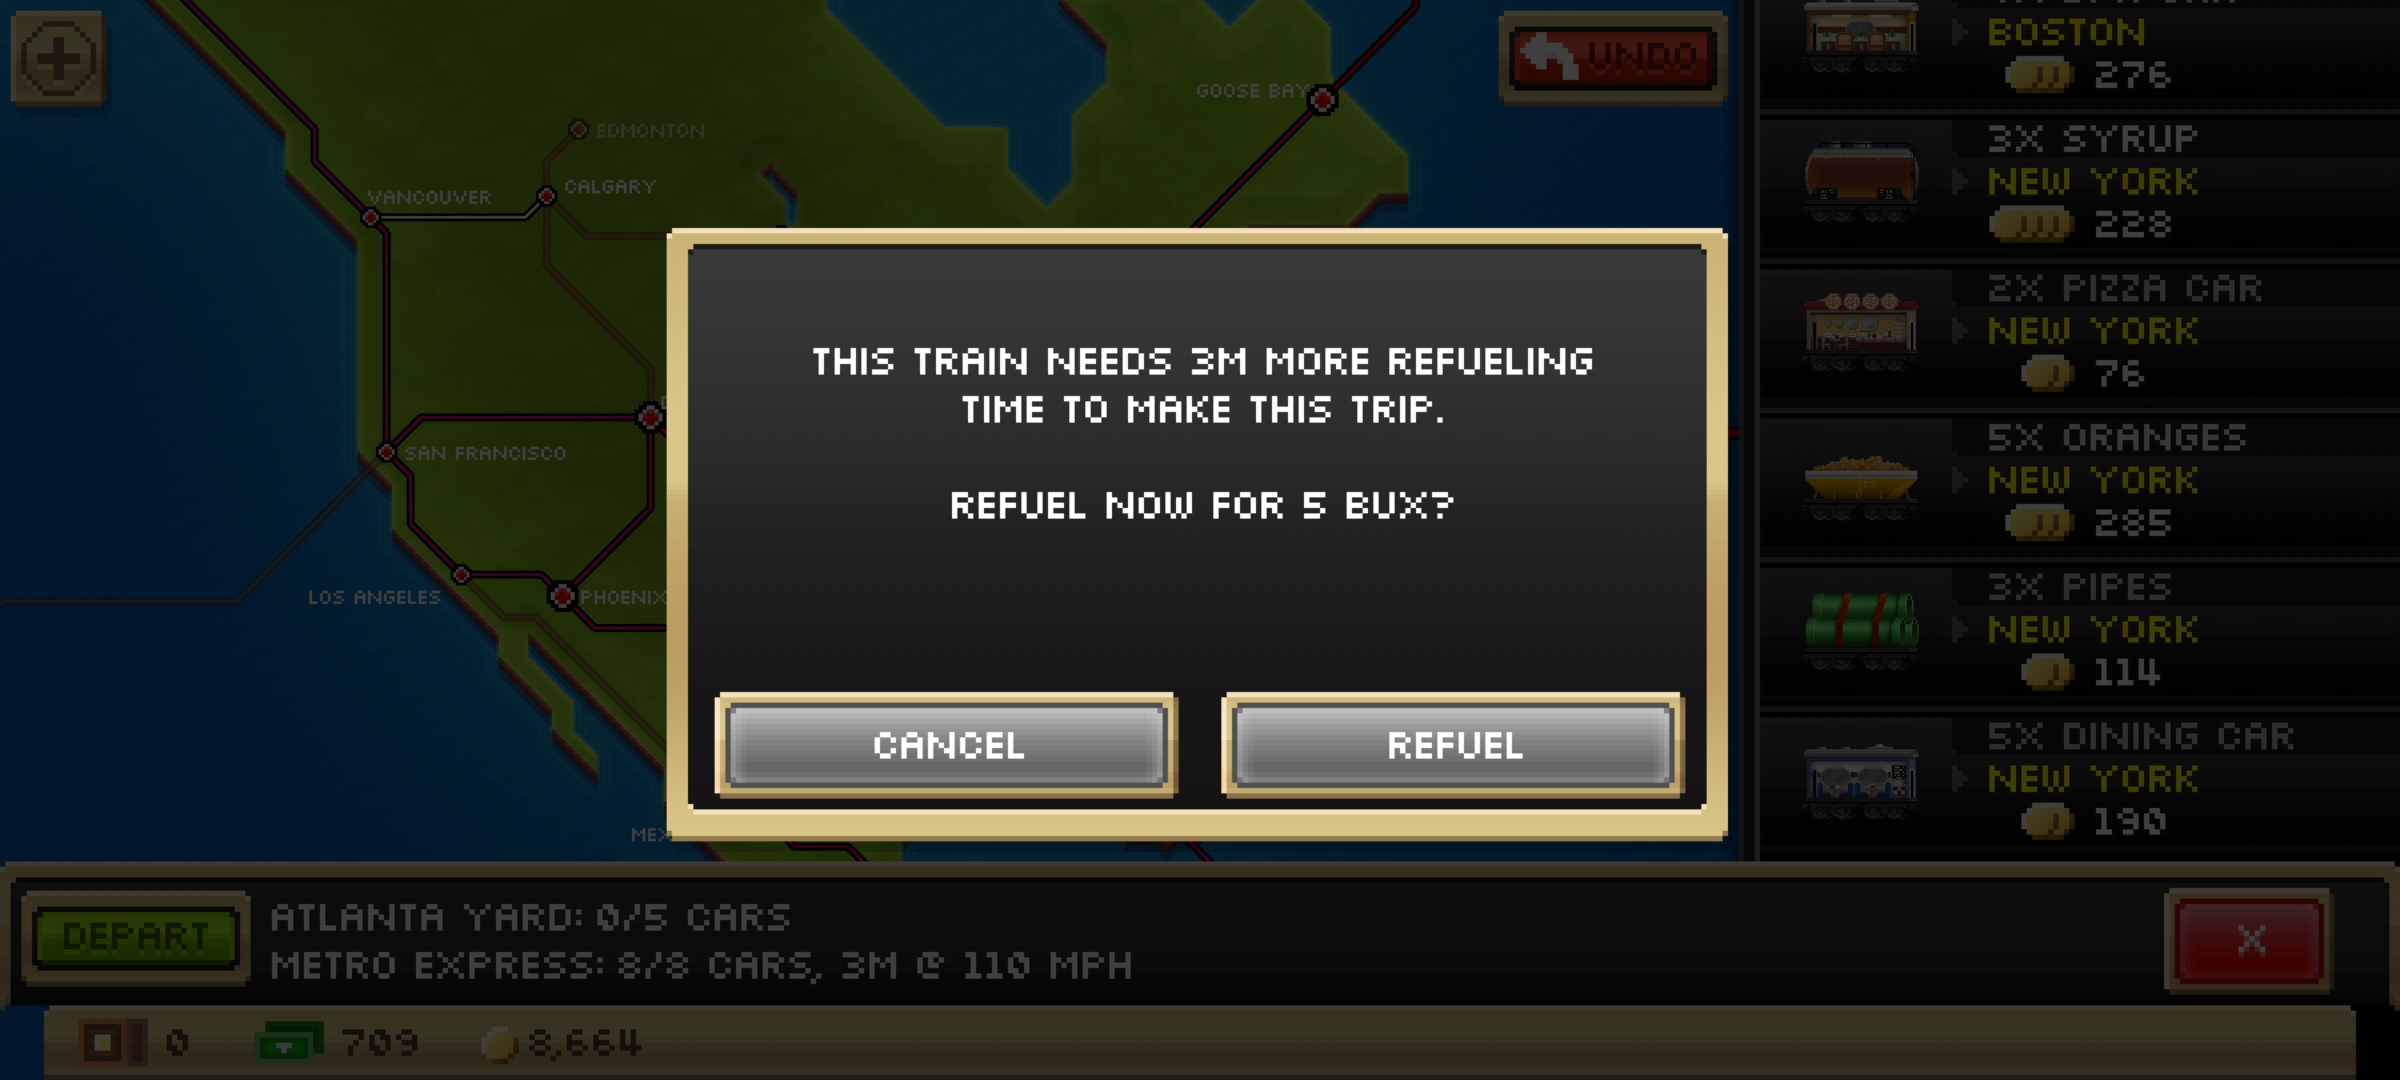 UNDO
GOOSE BAY
EDMONTON
CALGARY
VANCOUVER
SAN FRANCISCO
LOS ANGELES
PHOENIX
THIS TRAIN NEEDS 3M MORE REFUELING
TIME TO MAKE THIS TRIP.
REFUEL NOW FOR 5 BUX?
CANCEL
REFUEL
BOSTON
276
3X SYRUP
NEW YORK
228
2X PIZZA CAR
NEW YORK
76
5X ORANGES
NEW YORK
285
3X PIPES
NEW YORK
114
5X DINING CAR
NEW YORK
190
DEPART
ATLANTA YARD: 0/5 CARS
METRO EXPRESS: 8/8 CARS, 3M @ 110 MPH
X
0
709
8,664